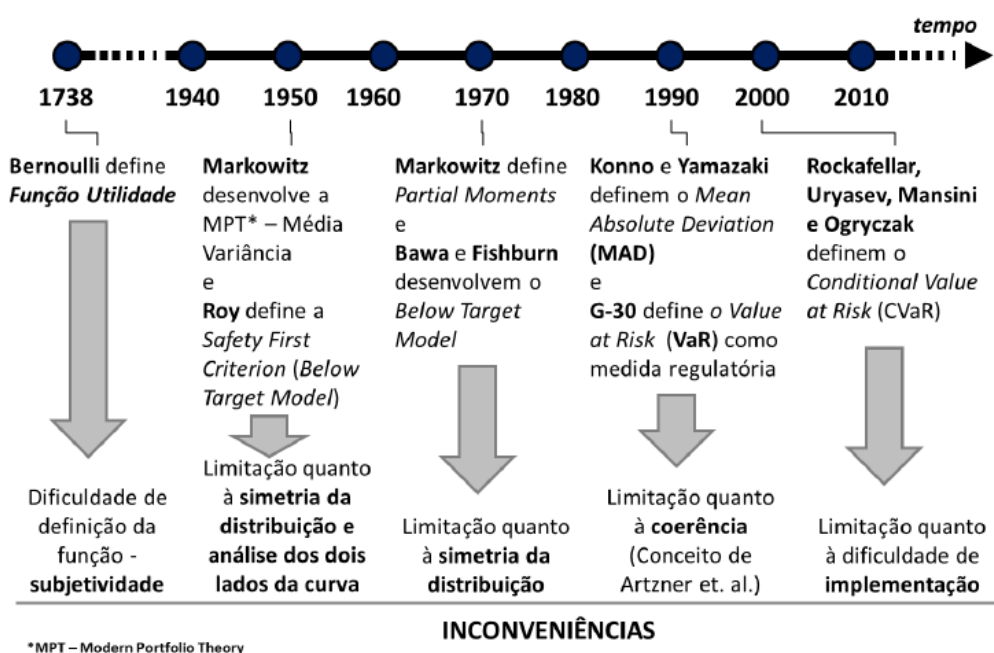 tempo
1738
1940
1950
1960
1970
1980
1990
2000
2010
Bernoulli define
Função Utilidade
Markowitz
desenvolve a
MPT* – Média
Variância
e
Roy define a
Safety First
Criterion (Below
Target Model)
Markowitz define
Partial Moments
e
Bawa e Fishburn
desenvolvem o
Below Target
Model
Konno e Yamazaki
definem o Mean
Absolute Deviation
(MAD)
e
G-30 define o Value
at Risk (VaR) como
medida regulatória
Rockafellar,
Uryasev, Mansini
e Ogryczak
definem o
Conditional Value
at Risk (CVaR)
Dificuldade de
definição da
função -
subjetividade
Limitação quanto
à simetria da
distribuição e
análise dos dois
lados da curva
Limitação quanto
à simetria da
distribuição
Limitação quanto
à coerência
(Conceito de
Artzner et. al.)
Limitação quanto
à dificuldade de
implementação
INCONVENIÊNCIAS
*MPT – Modern Portfolio Theory